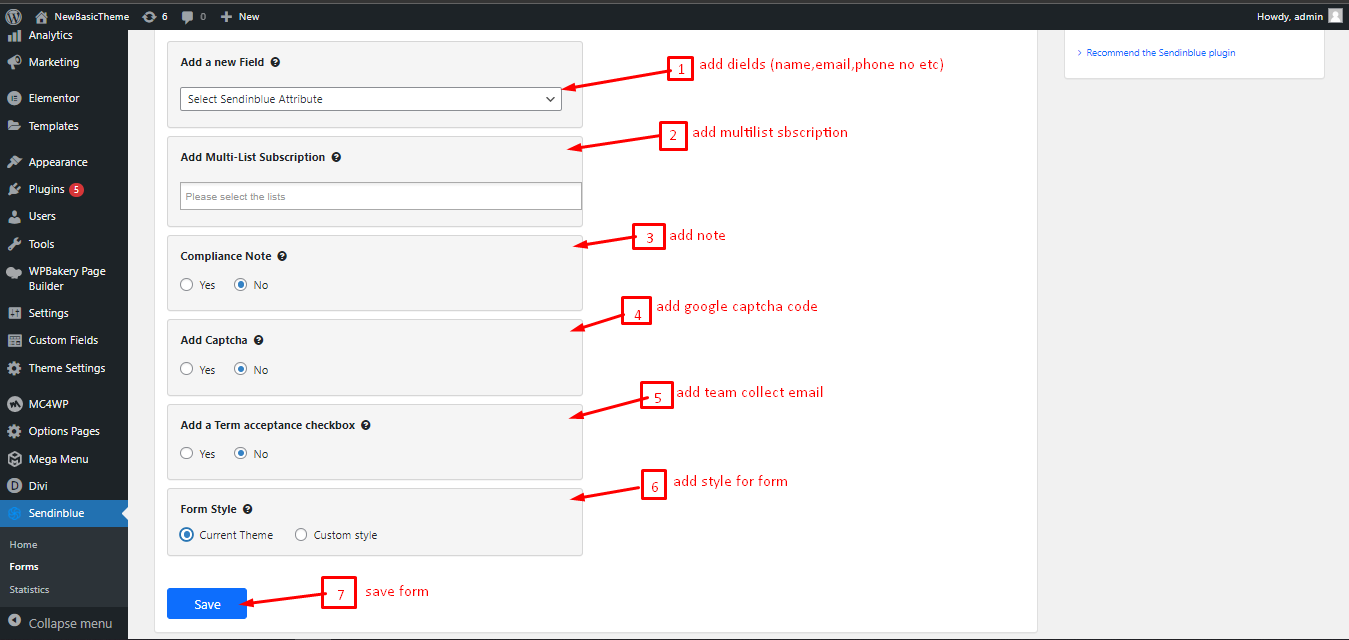 NewBasicTheme
6
0
New
Howdy, admin
Analytics
Marketing
Elementor
Templates
Appearance
Plugins 5
Users
Tools
WPBakery Page
Builder
Settings
Custom Fields
Theme Settings
MC4WP
Options Pages
Mega Menu
Divi
Sendinblue
Home
Forms
Statistics
Collapse menu
Add a new Field
Select Sendinblue Attribute
1 add dields (name,email,phone no etc)
Add Multi-List Subscription
Please select the lists
2 add multilist sbscription
Compliance Note
Yes No
3 add note
Add Captcha
Yes No
4 add google captcha code
Add a Term acceptance checkbox
Yes No
5 add team collect email
Form Style
Current Theme Custom style
6 add style for form
Save
7 save form
> Recommend the Sendinblue plugin